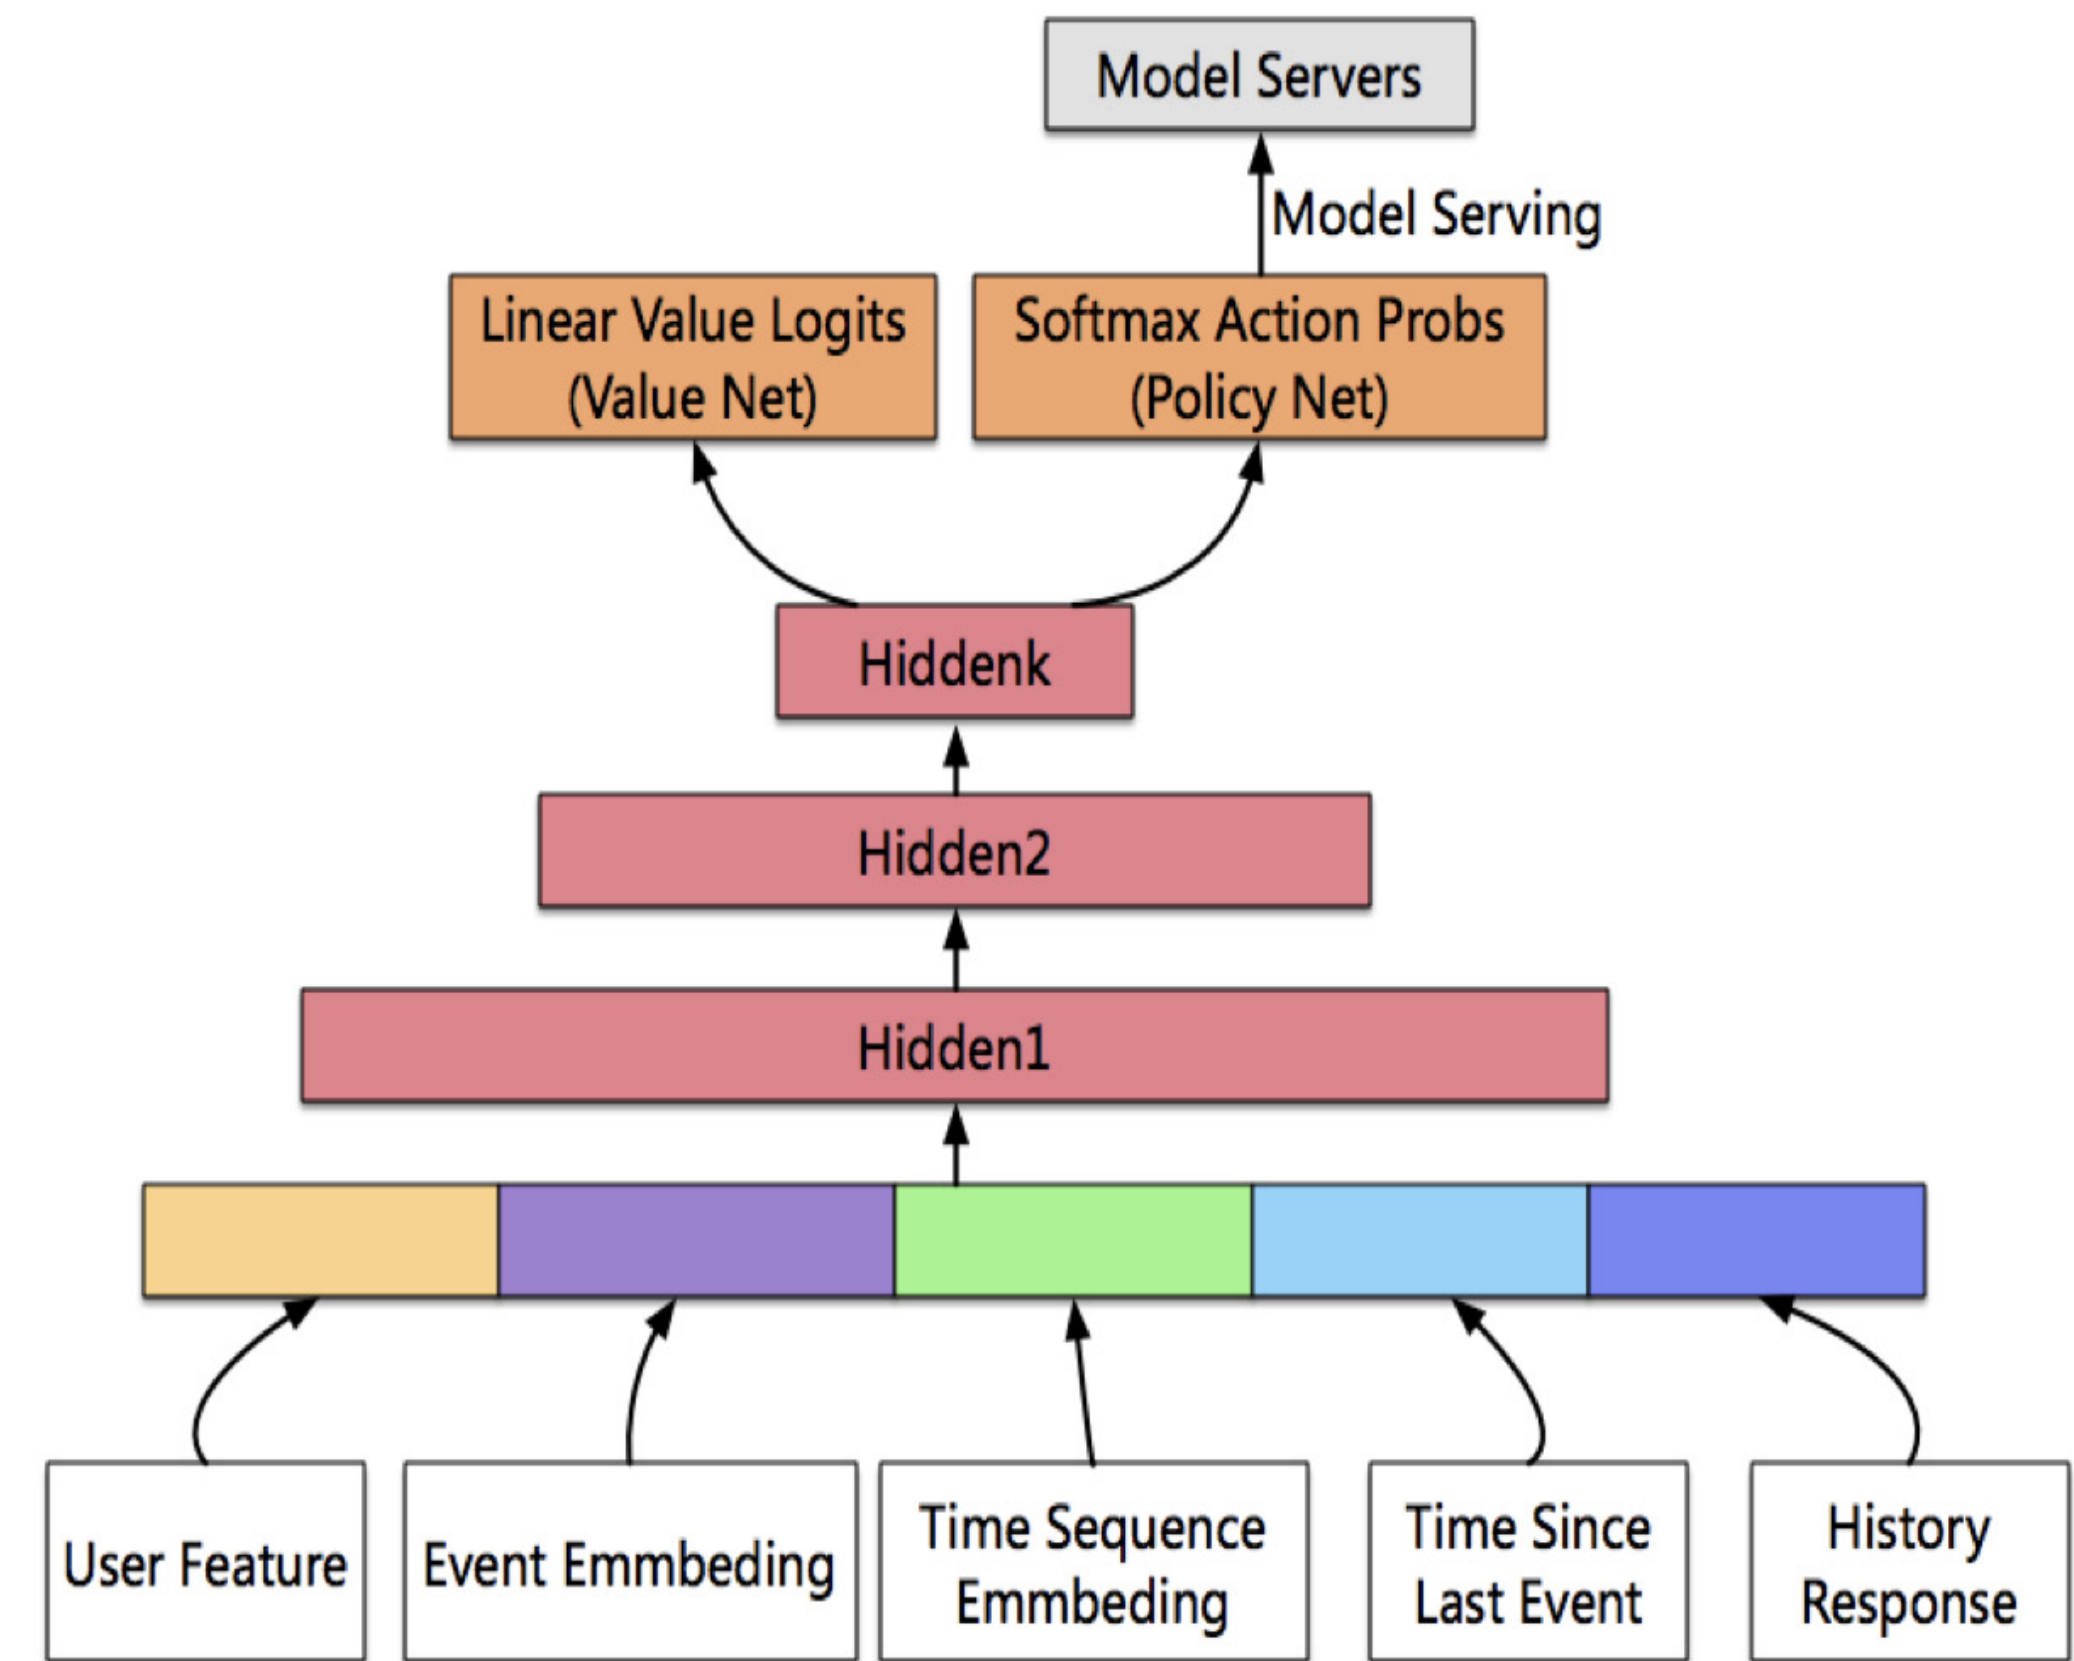 Model Servers
Model Serving
Linear Value Logits
(Value Net)
Softmax Action Probs
(Policy Net)
Hiddenk
Hidden2
Hidden1
User Feature
Event Emmbeding
Time Sequence
Emmbeding
Time Since
Last Event
History
Response